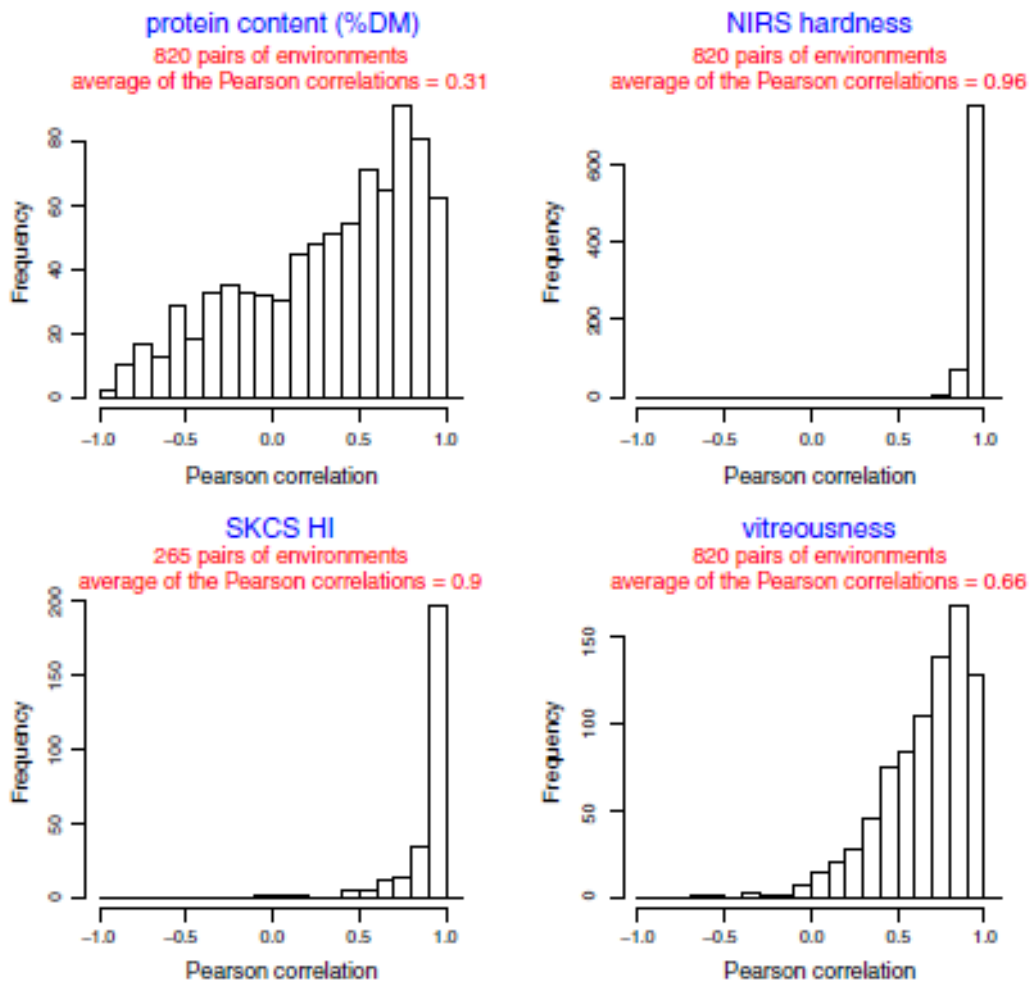 protein content (%DM)
820 pairs of environments
average of the Pearson correlations = 0.31
Frequency
0
20
40
60
80
−1.0
−0.5
0.0
0.5
1.0
Pearson correlation
NIRS hardness
820 pairs of environments
average of the Pearson correlations = 0.96
Frequency
0
200
400
600
−1.0
−0.5
0.0
0.5
1.0
Pearson correlation
SKCS HI
265 pairs of environments
average of the Pearson correlations = 0.9
Frequency
0
50
100
150
200
−1.0
−0.5
0.0
0.5
1.0
Pearson correlation
vitreousness
820 pairs of environments
average of the Pearson correlations = 0.66
Frequency
0
50
100
150
−1.0
−0.5
0.0
0.5
1.0
Pearson correlation